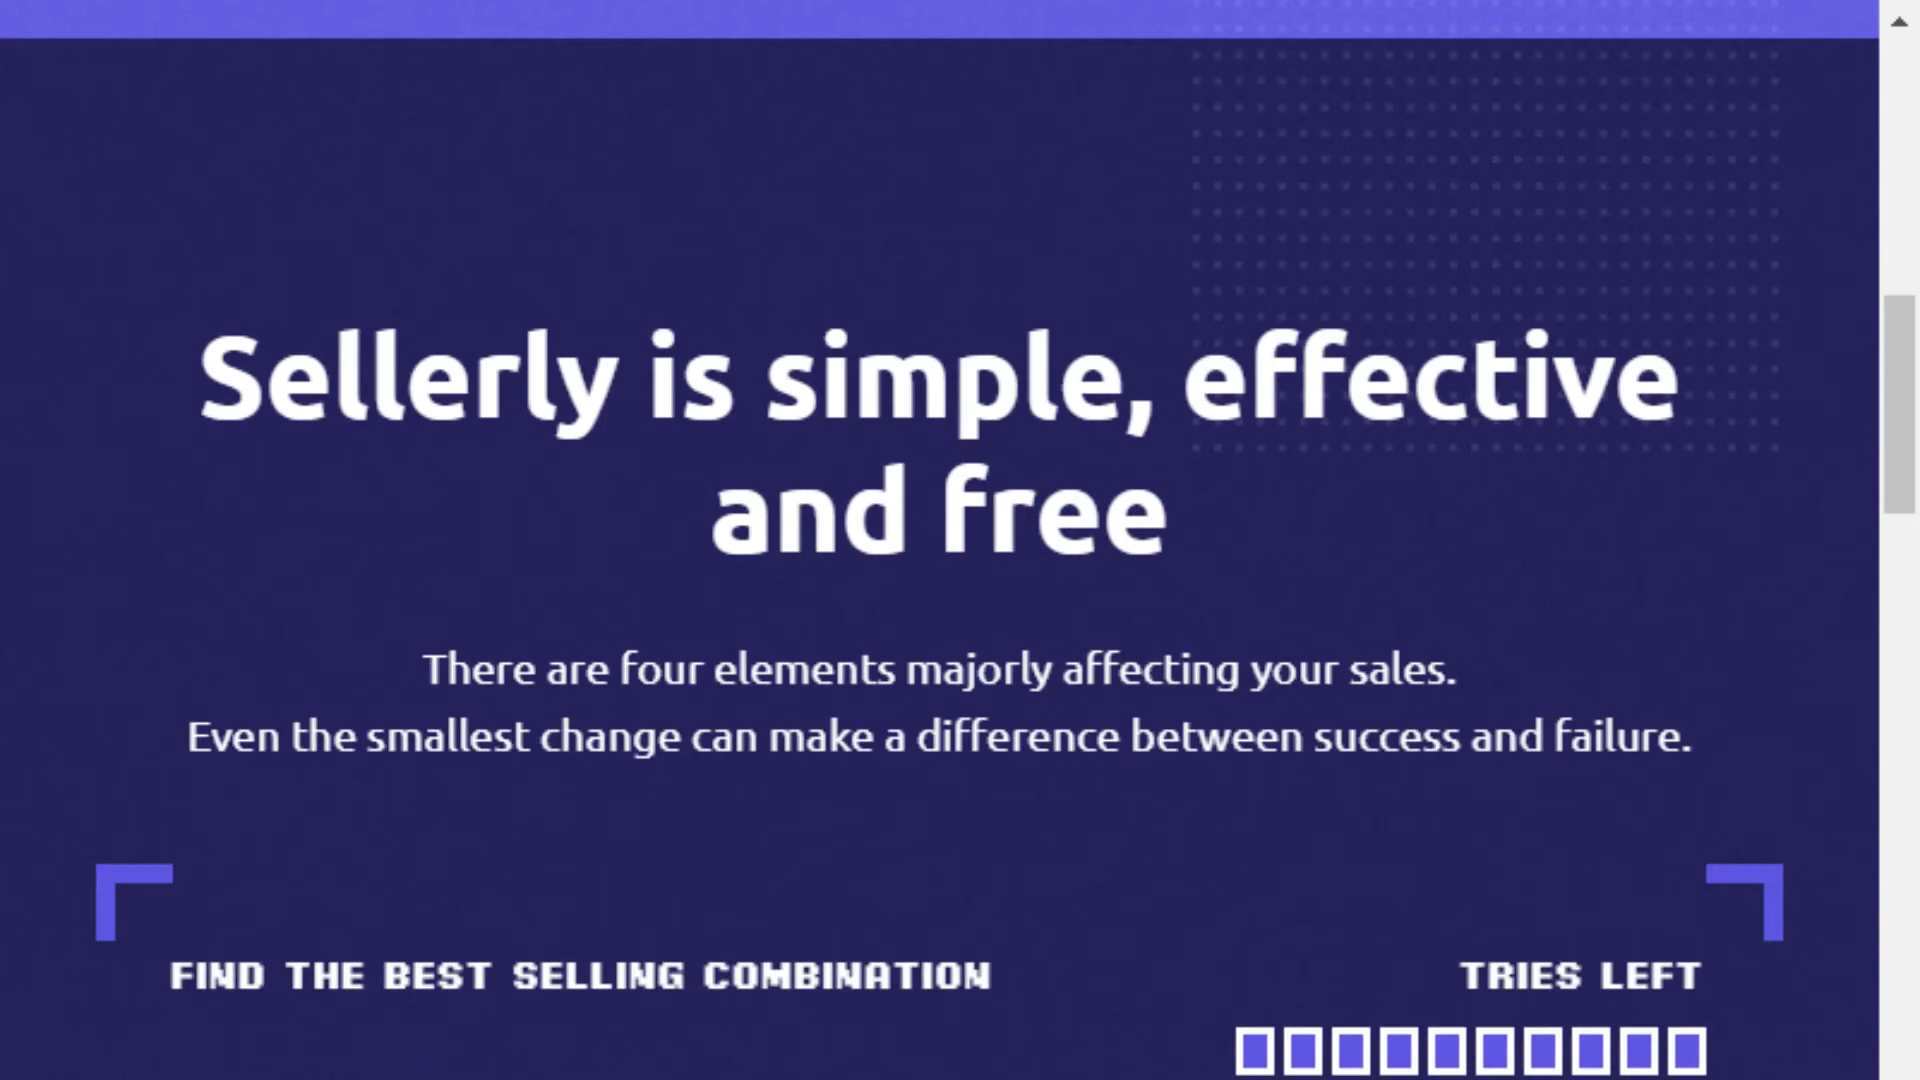 Sellerly is simple, effective
and free
There are four elements majorly affecting your sales.
Even the smallest change can make a difference between success and failure.
FIND THE BEST SELLING COMBINATION
TRIES LEFT